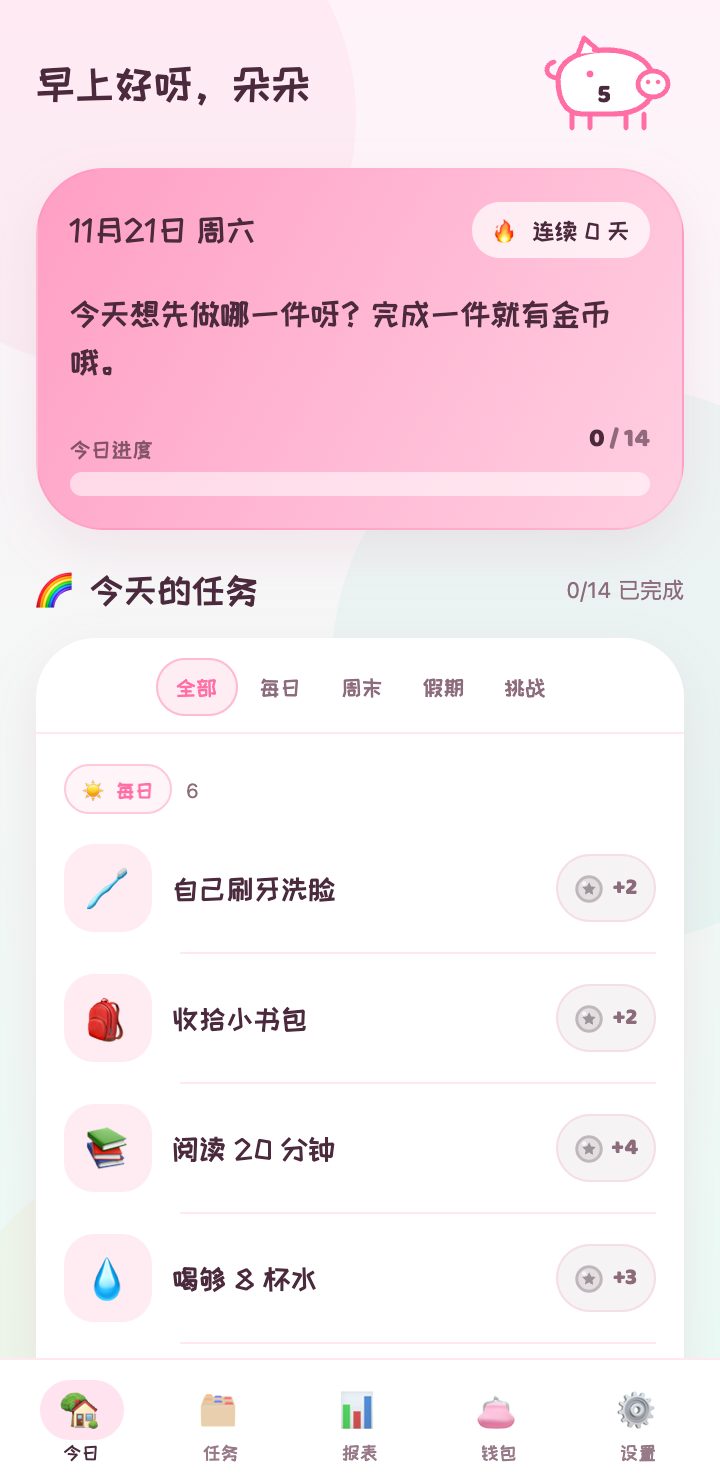 早上好呀，朵朵
5
11月21日 周六
连续 0 天
今天想先做哪一件呀？完成一件就有金币
哦。
今日进度
0 / 14
今天的任务
0/14 已完成
全部 每日 周末 假期 挑战
每日 6
自己刷牙洗脸 +2
收拾小书包 +2
阅读 20 分钟 +4
喝够 8 杯水 +3
今日 任务 报表 钱包 设置